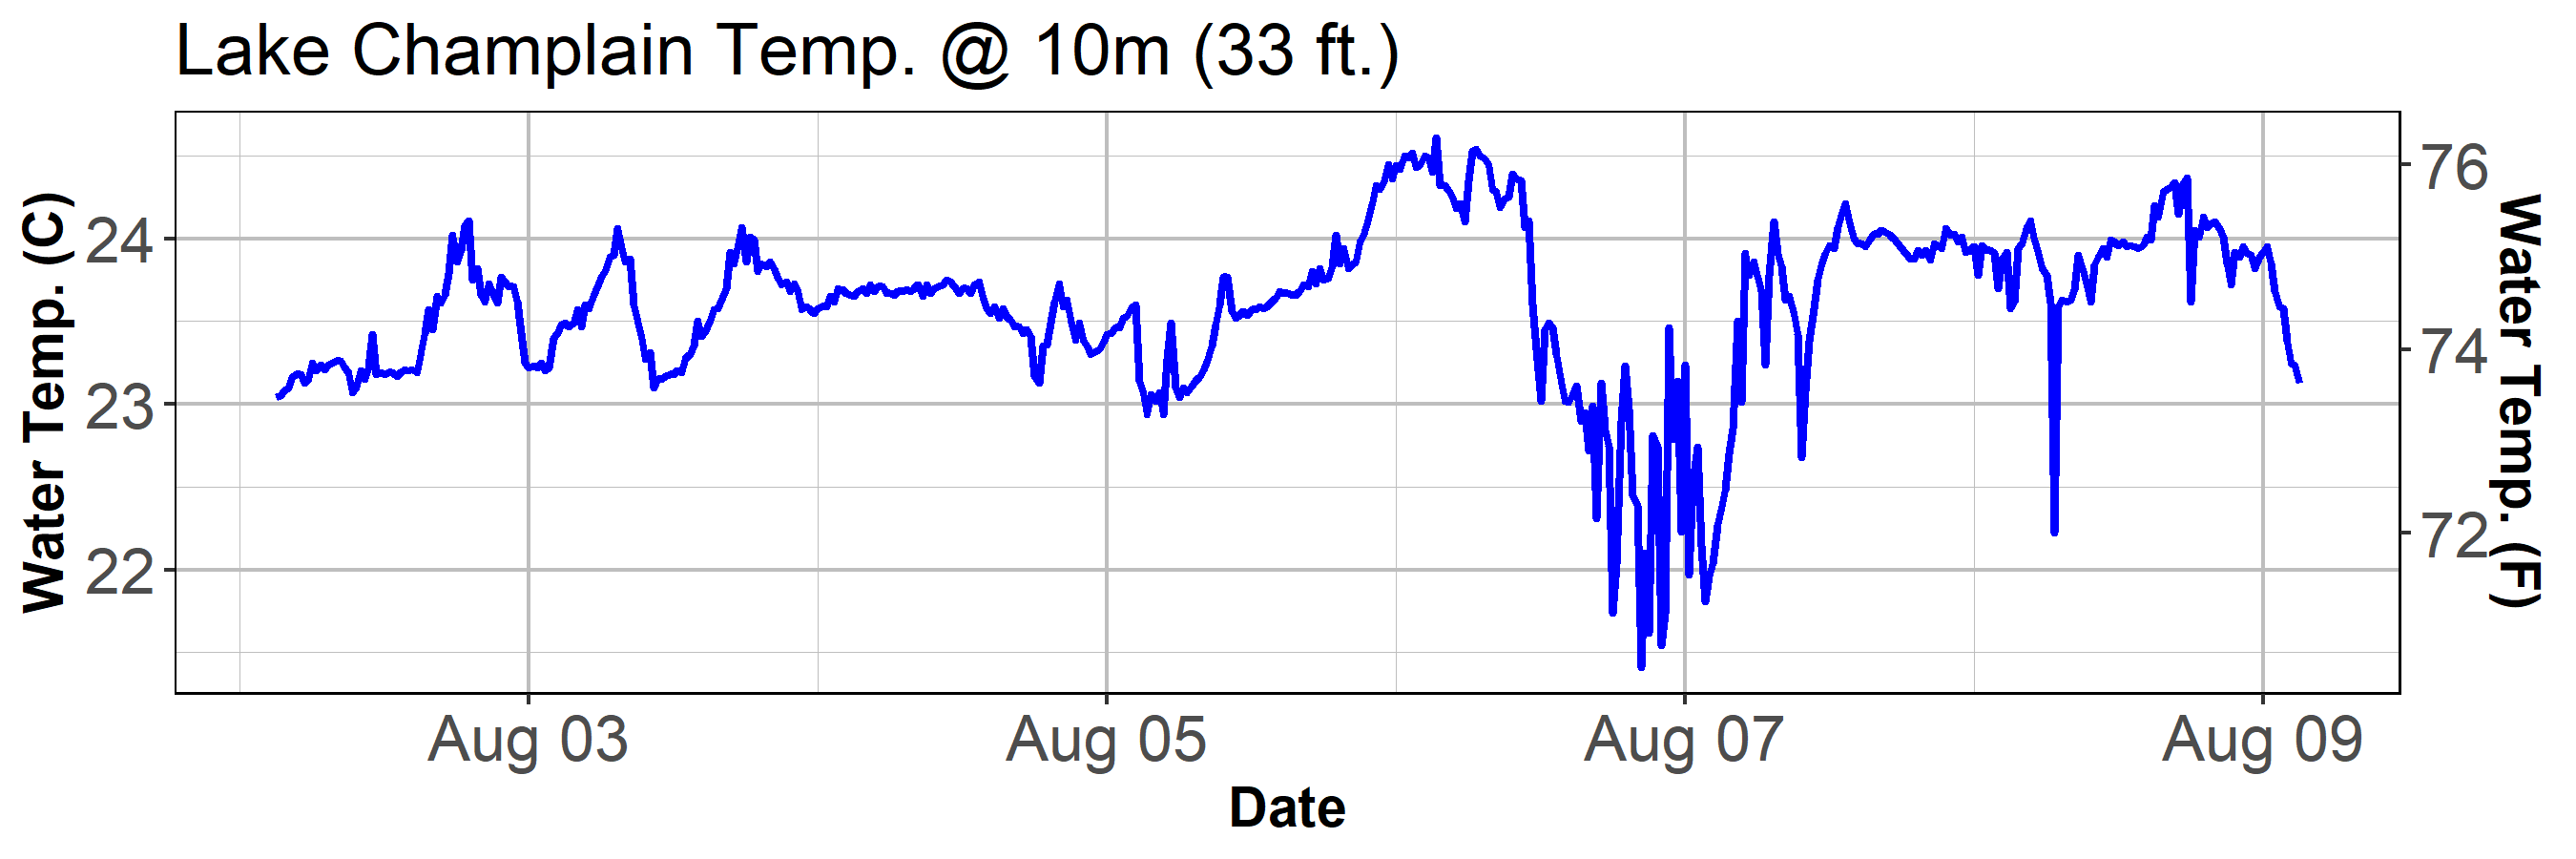 Lake Champlain Temp. @ 10m (33 ft.)
Water Temp. (C)
24
23
22
76
74
72
Water Temp. (F)
Aug 03
Aug 05
Aug 07
Aug 09
Date